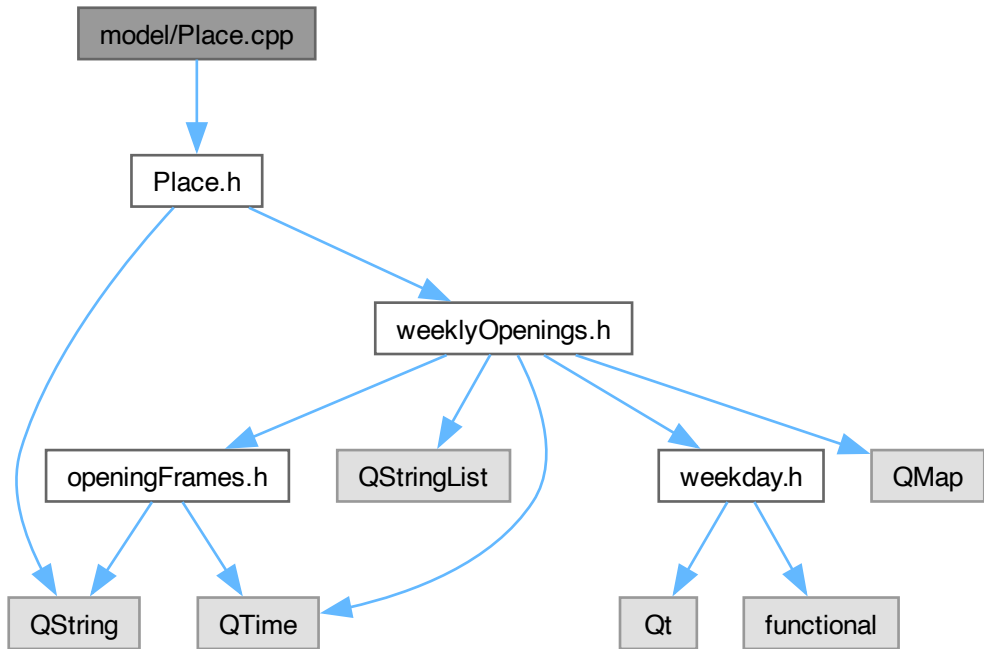 model/Place.cpp
Place.h
weeklyOpenings.h
openingFrames.h
QStringList
weekday.h
QMap
QString
QTime
Qt
functional